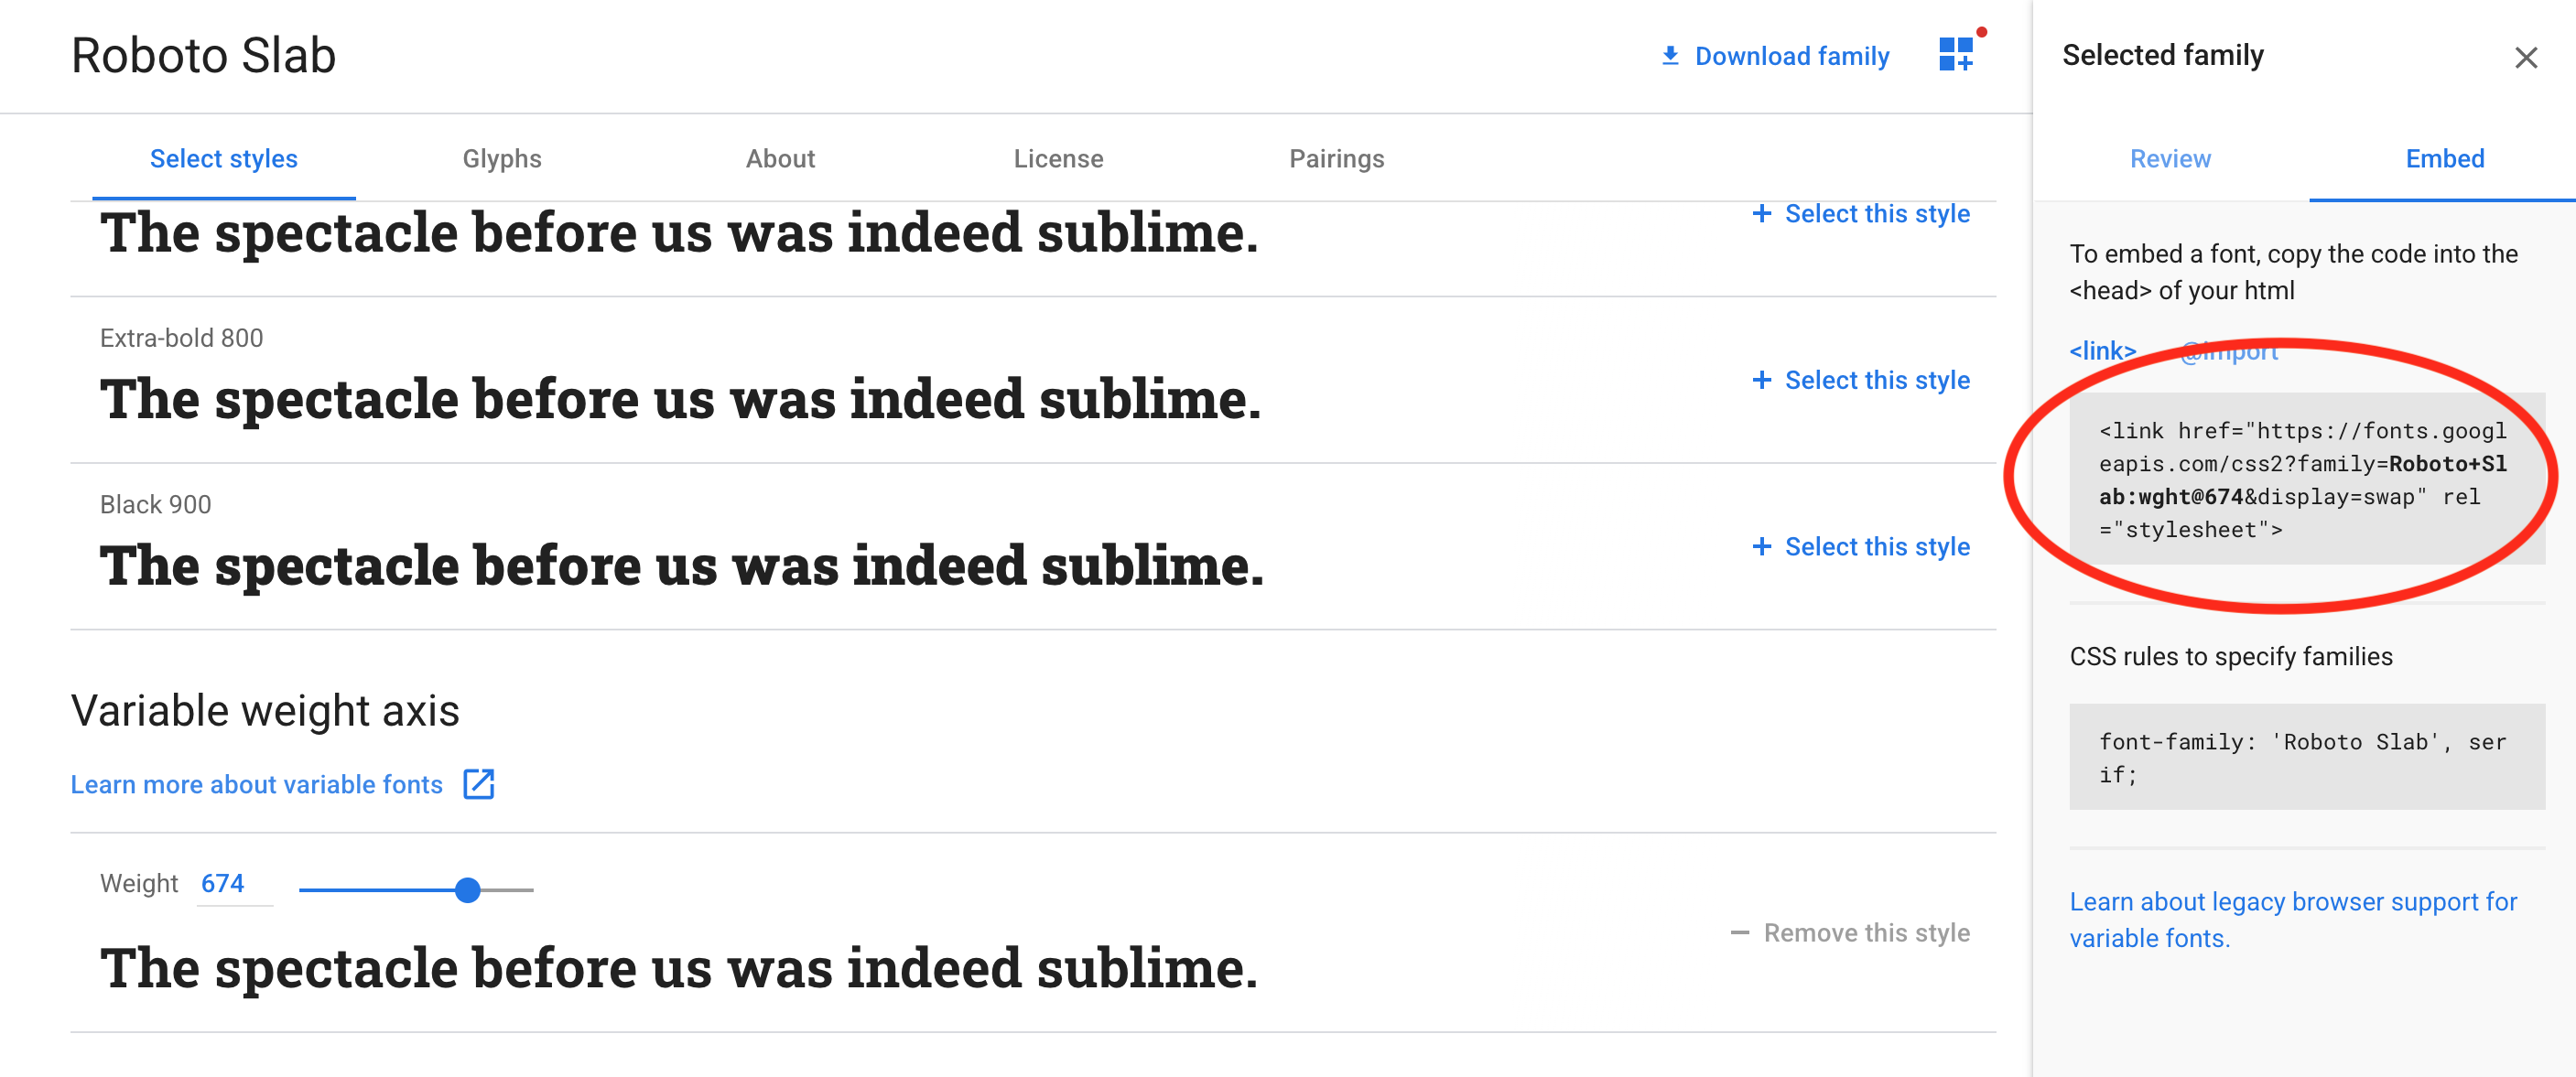 Roboto Slab
Download family
Select styles
Glyphs
About
License
Pairings
The spectacle before us was indeed sublime.
+ Select this style
Extra-bold 800
The spectacle before us was indeed sublime.
+ Select this style
Black 900
The spectacle before us was indeed sublime.
+ Select this style
Variable weight axis
Learn more about variable fonts
Weight 674
The spectacle before us was indeed sublime.
− Remove this style
Selected family
Review
Embed
To embed a font, copy the code into the
<head> of your html
<link>
@import
<link href="https://fonts.googl
eapis.com/css2?family=Roboto+Sl
ab:wght@674&display=swap" rel
="stylesheet">
CSS rules to specify families
font-family: 'Roboto Slab', ser
if;
Learn about legacy browser support for
variable fonts.